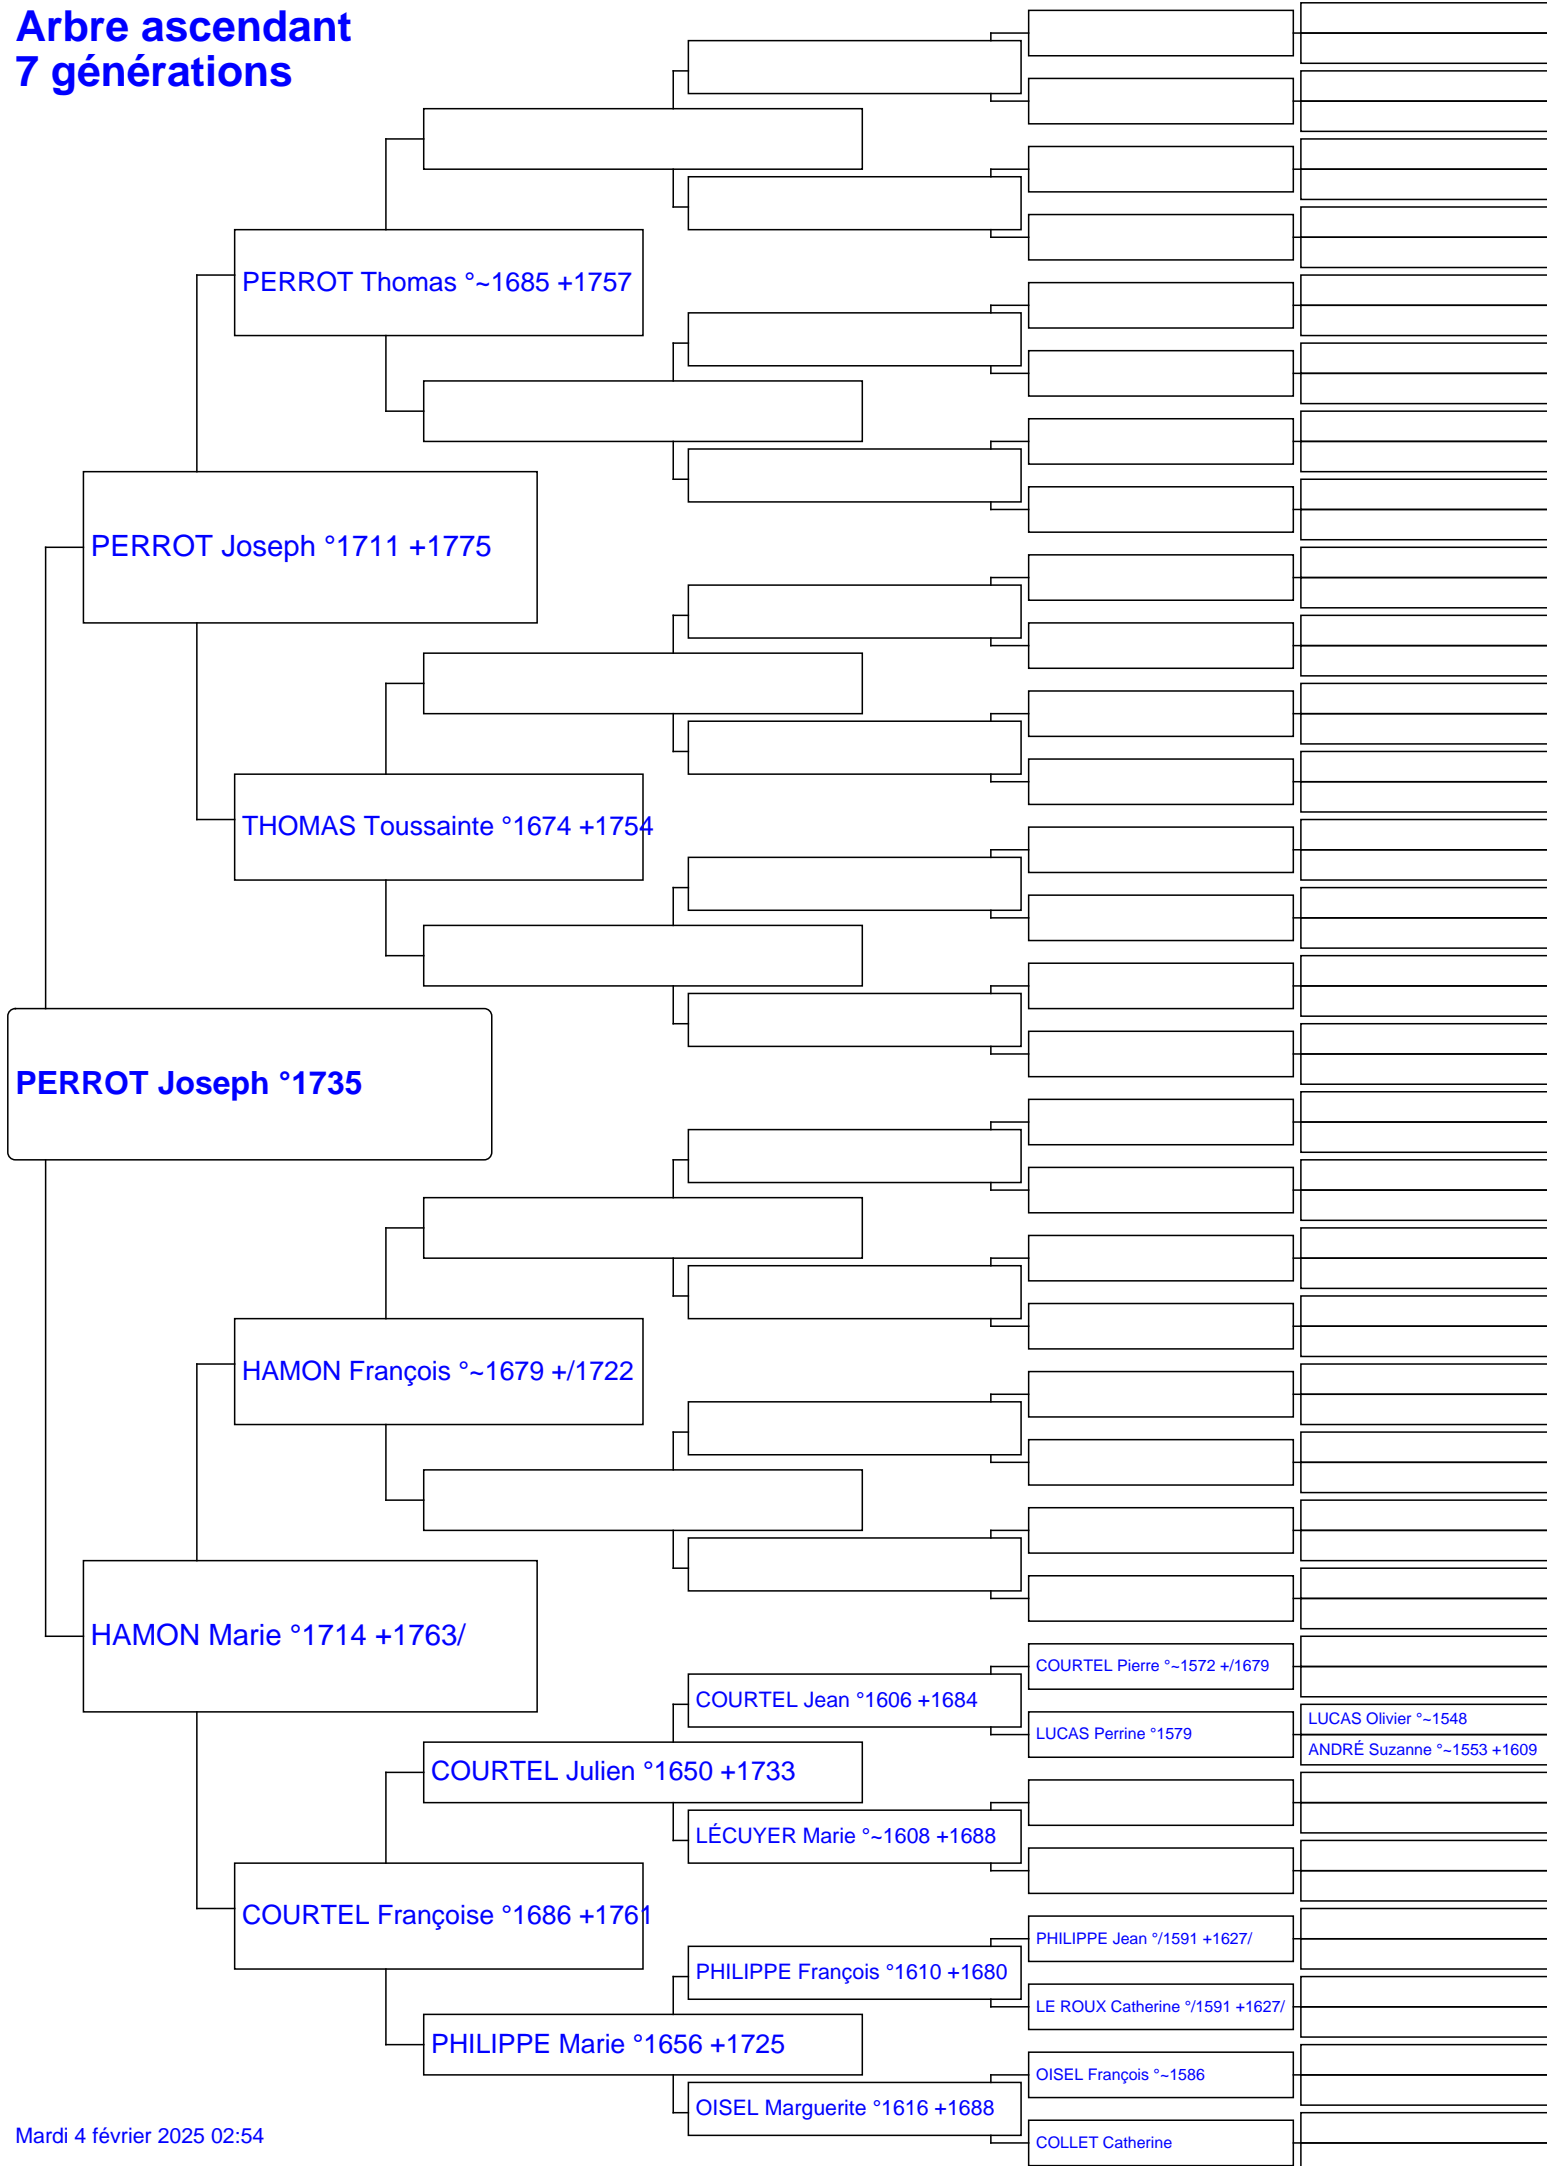 Arbre ascendant
7 générations
PERROT Thomas °~1685 +1757
PERROT Joseph °1711 +1775
THOMAS Toussainte °1674 +1754
PERROT Joseph °1735
HAMON François °~1679 +/1722
HAMON Marie °1714 +1763/
COURTEL Pierre °~1572 +/1679
COURTEL Jean °1606 +1684
LUCAS Olivier °~1548
LUCAS Perrine °1579
ANDRÉ Suzanne °~1553 +1609
COURTEL Julien °1650 +1733
LÉCUYER Marie °~1608 +1688
COURTEL Françoise °1686 +1761
PHILIPPE Jean °/1591 +1627/
PHILIPPE François °1610 +1680
LE ROUX Catherine °/1591 +1627/
PHILIPPE Marie °1656 +1725
OISEL François °~1586
OISEL Marguerite °1616 +1688
COLLET Catherine
Mardi 4 février 2025 02:54